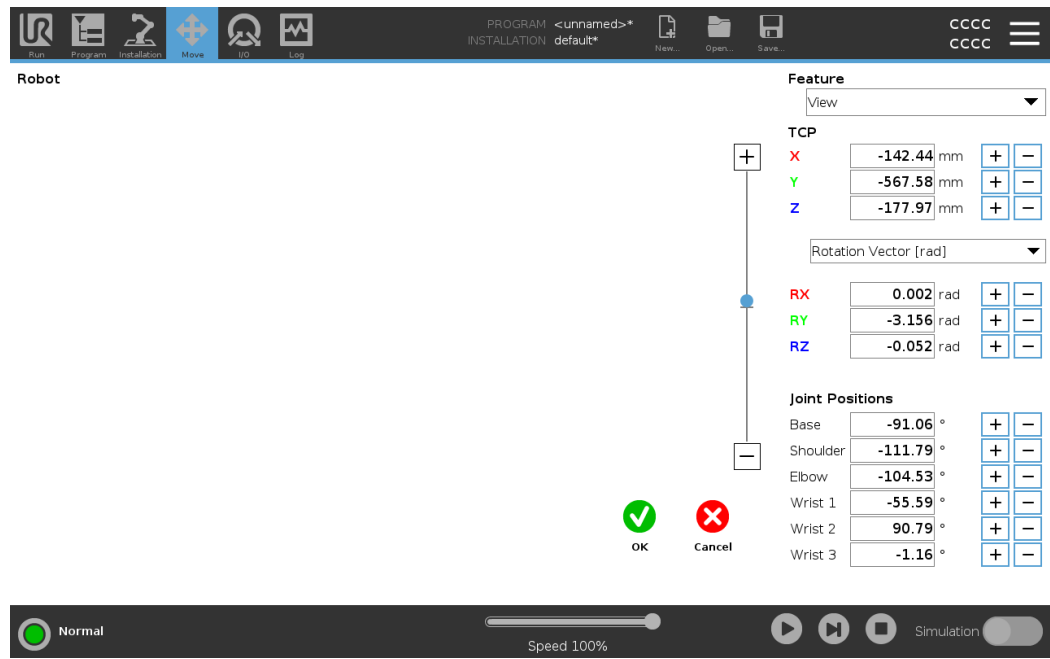 PROGRAM <unnamed>*
INSTALLATION default*
CCCC
CCCC
Run Program Installation Move I/O Log New... Open... Save...
Robot
Feature
View
TCP
X -142.44 mm + −
Y -567.58 mm + −
Z -177.97 mm + −
Rotation Vector [rad]
RX 0.002 rad + −
RY -3.156 rad + −
RZ -0.052 rad + −
Joint Positions
Base -91.06 ° + −
Shoulder -111.79 ° + −
Elbow -104.53 ° + −
Wrist 1 -55.59 ° + −
Wrist 2 90.79 ° + −
Wrist 3 -1.16 ° + −
+
−
OK Cancel
Normal
Speed 100%
Simulation